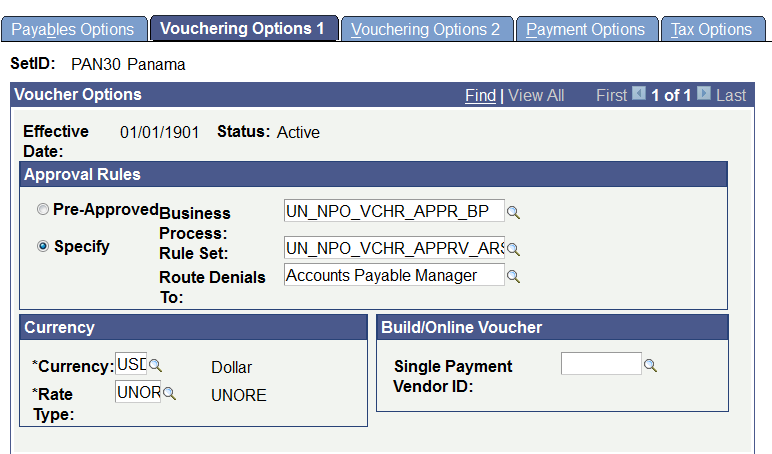 Payables Options Vouchering Options 1 Vouchering Options 2 Payment Options Tax Options
SetID: PAN30 Panama
Voucher Options Find | View All First 1 of 1 Last
Effective Date: 01/01/1901 Status: Active
Approval Rules
Pre-Approved Business Process: UN_NPO_VCHR_APPR_BP
Specify Rule Set: UN_NPO_VCHR_APPRV_ARS
Route Denials To: Accounts Payable Manager
Currency Build/Online Voucher
*Currency: USD Dollar Single Payment Vendor ID:
*Rate Type: UNOR UNORE